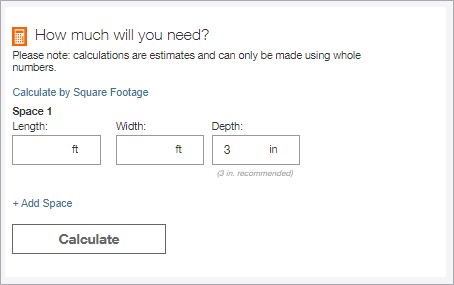 How much will you need?
Please note: calculations are estimates and can only be made using whole
numbers.
Calculate by Square Footage
Space 1
Length: Width: Depth:
ft ft 3 in
(3 in. recommended)
+ Add Space
Calculate